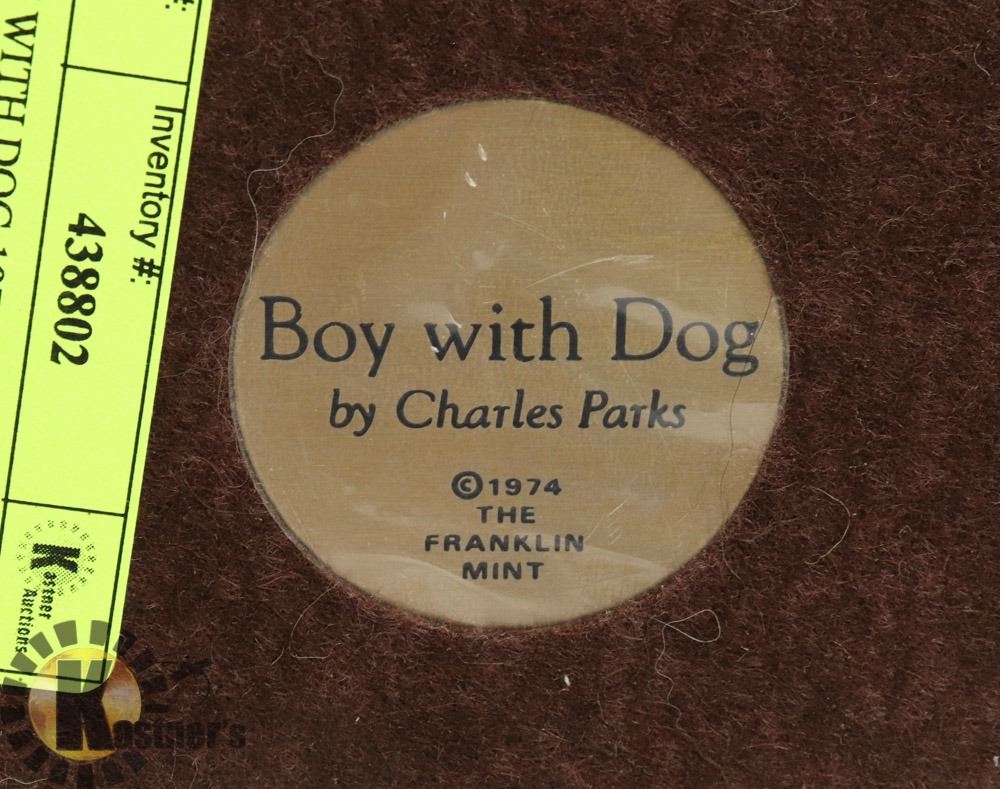 Boy with Dog
by Charles Parks
©1974
THE
FRANKLIN
MINT
Inventory #:
438802
WITH DOG
Kastner
Auctions
Kastner's